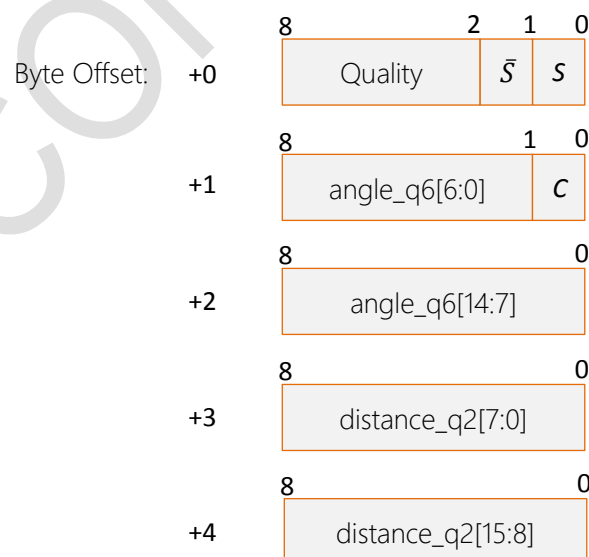 8 2 1 0
Byte Offset: +0 Quality S̄ S
8 1 0
+1 angle_q6[6:0] C
8 0
+2 angle_q6[14:7]
8 0
+3 distance_q2[7:0]
8 0
+4 distance_q2[15:8]